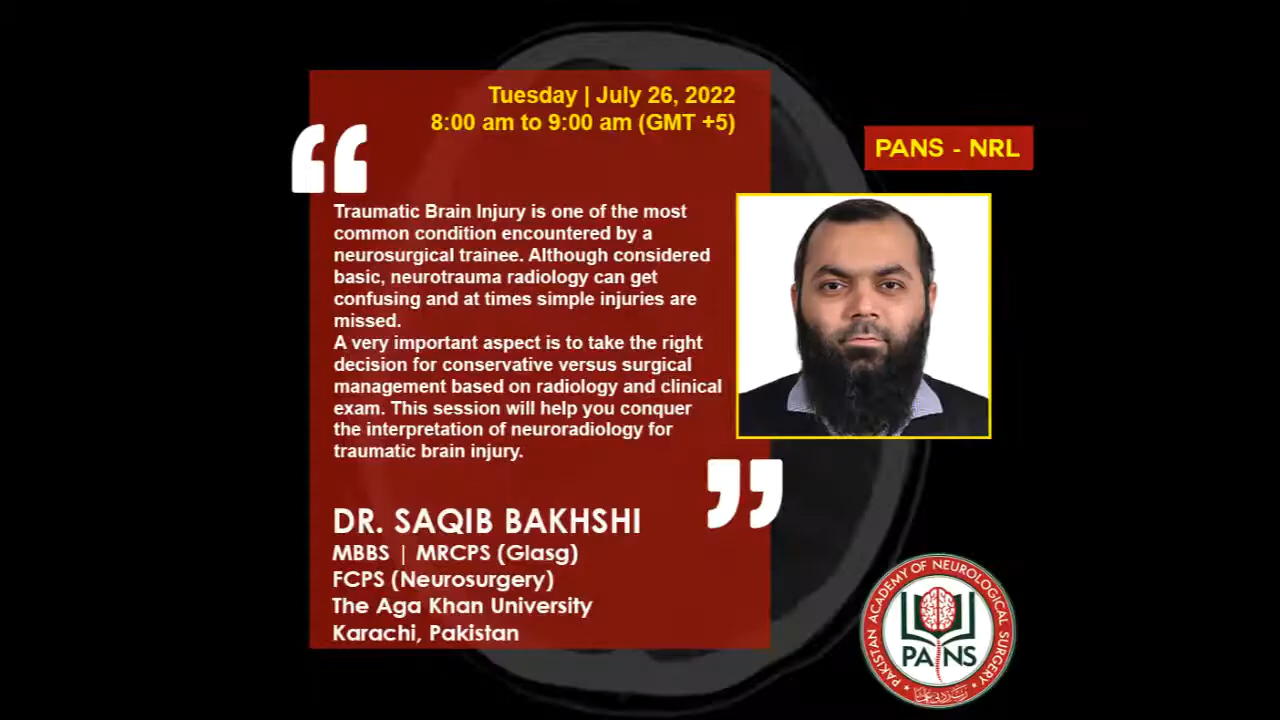 Tuesday | July 26, 2022
8:00 am to 9:00 am (GMT +5)
PANS - NRL
“
Traumatic Brain Injury is one of the most
common condition encountered by a
neurosurgical trainee. Although considered
basic, neurotrauma radiology can get
confusing and at times simple injuries are
missed.
A very important aspect is to take the right
decision for conservative versus surgical
management based on radiology and clinical
exam. This session will help you conquer
the interpretation of neuroradiology for
traumatic brain injury.
”
DR. SAQIB BAKHSHI
MBBS | MRCPS (Glasg)
FCPS (Neurosurgery)
The Aga Khan University
Karachi, Pakistan
PAKISTAN ACADEMY OF NEUROLOGICAL SURGERY
PANS